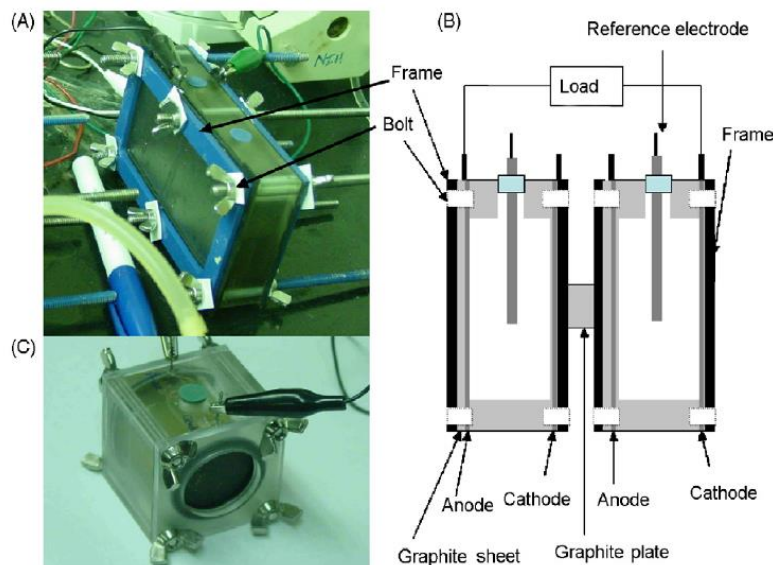 (A)
(B)
Reference electrode
Frame
Load
Bolt
Frame
(C)
Anode
Cathode
Anode
Cathode
Graphite sheet
Graphite plate